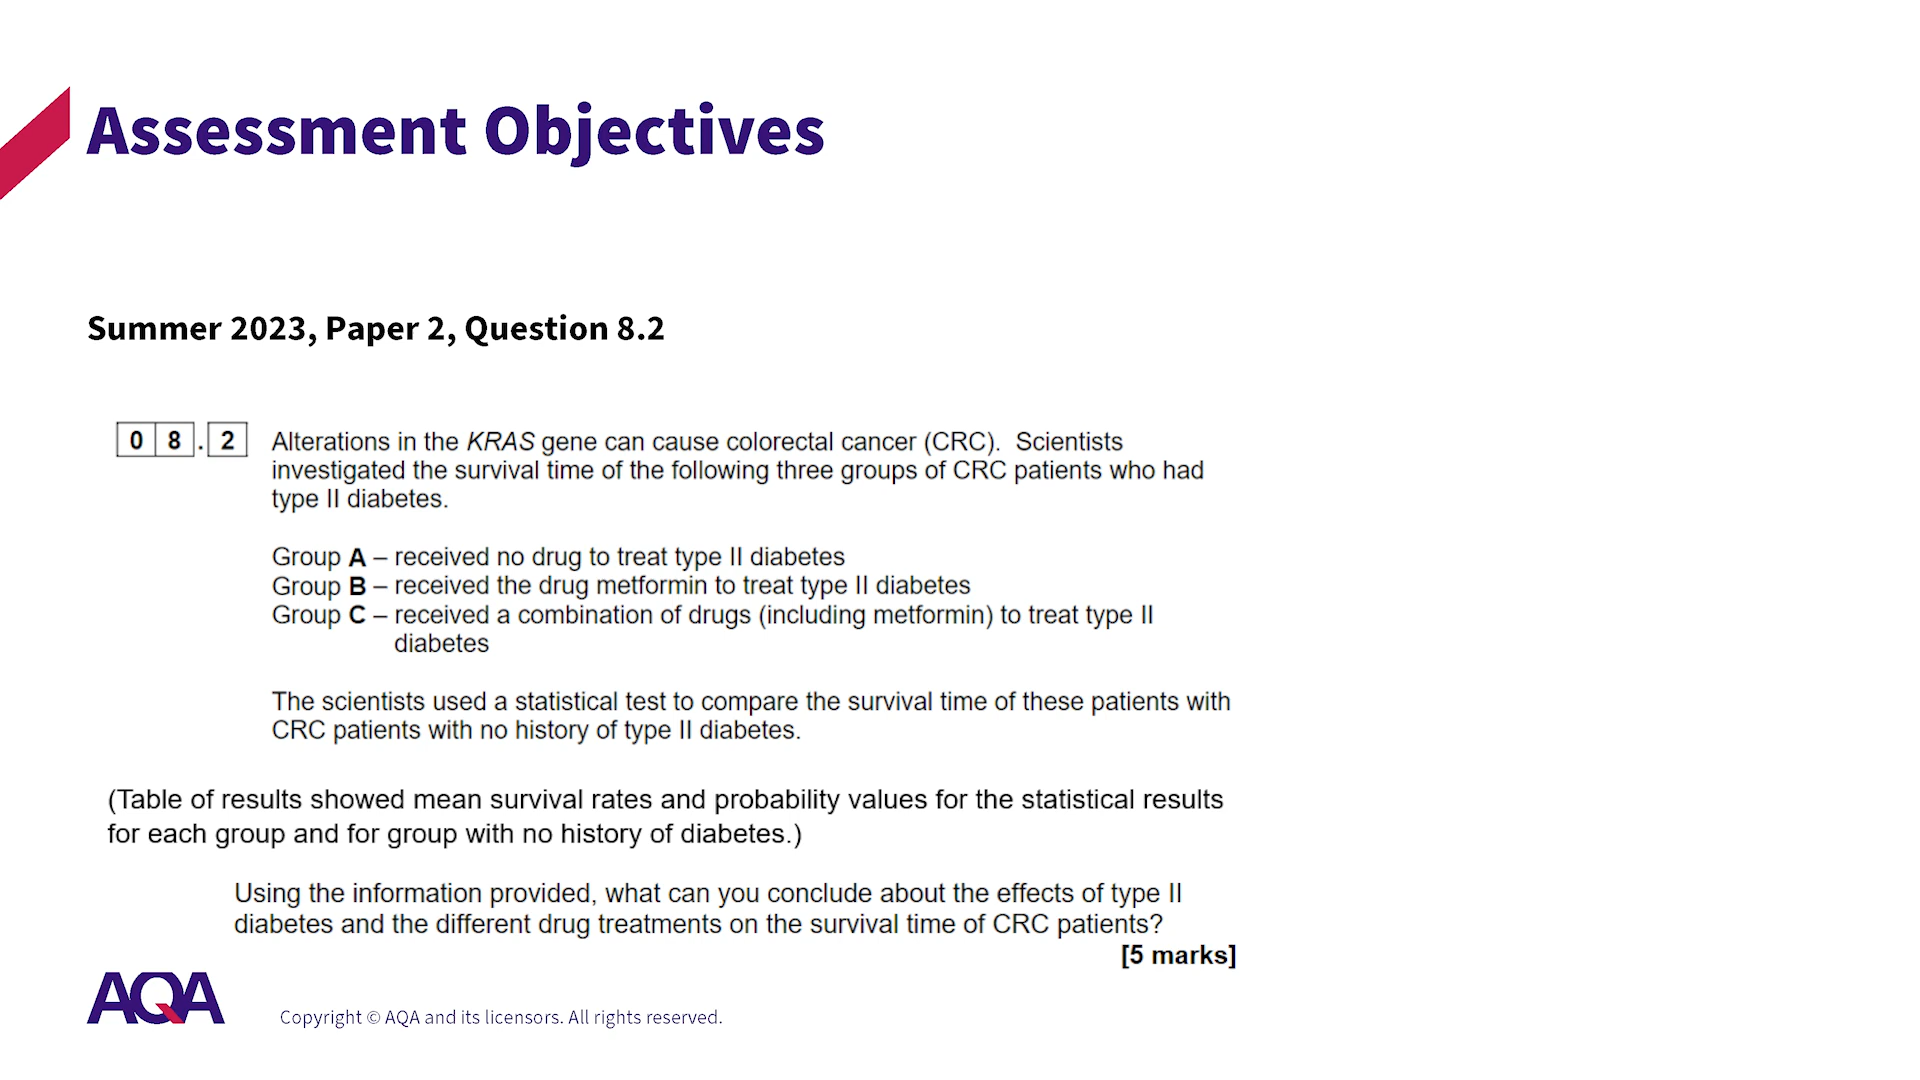 Assessment Objectives
Summer 2023, Paper 2, Question 8.2
0 8 . 2 Alterations in the KRAS gene can cause colorectal cancer (CRC). Scientists
investigated the survival time of the following three groups of CRC patients who had
type II diabetes.
Group A – received no drug to treat type II diabetes
Group B – received the drug metformin to treat type II diabetes
Group C – received a combination of drugs (including metformin) to treat type II
diabetes
The scientists used a statistical test to compare the survival time of these patients with
CRC patients with no history of type II diabetes.
(Table of results showed mean survival rates and probability values for the statistical results
for each group and for group with no history of diabetes.)
Using the information provided, what can you conclude about the effects of type II
diabetes and the different drug treatments on the survival time of CRC patients?
[5 marks]
AQA
Copyright © AQA and its licensors. All rights reserved.